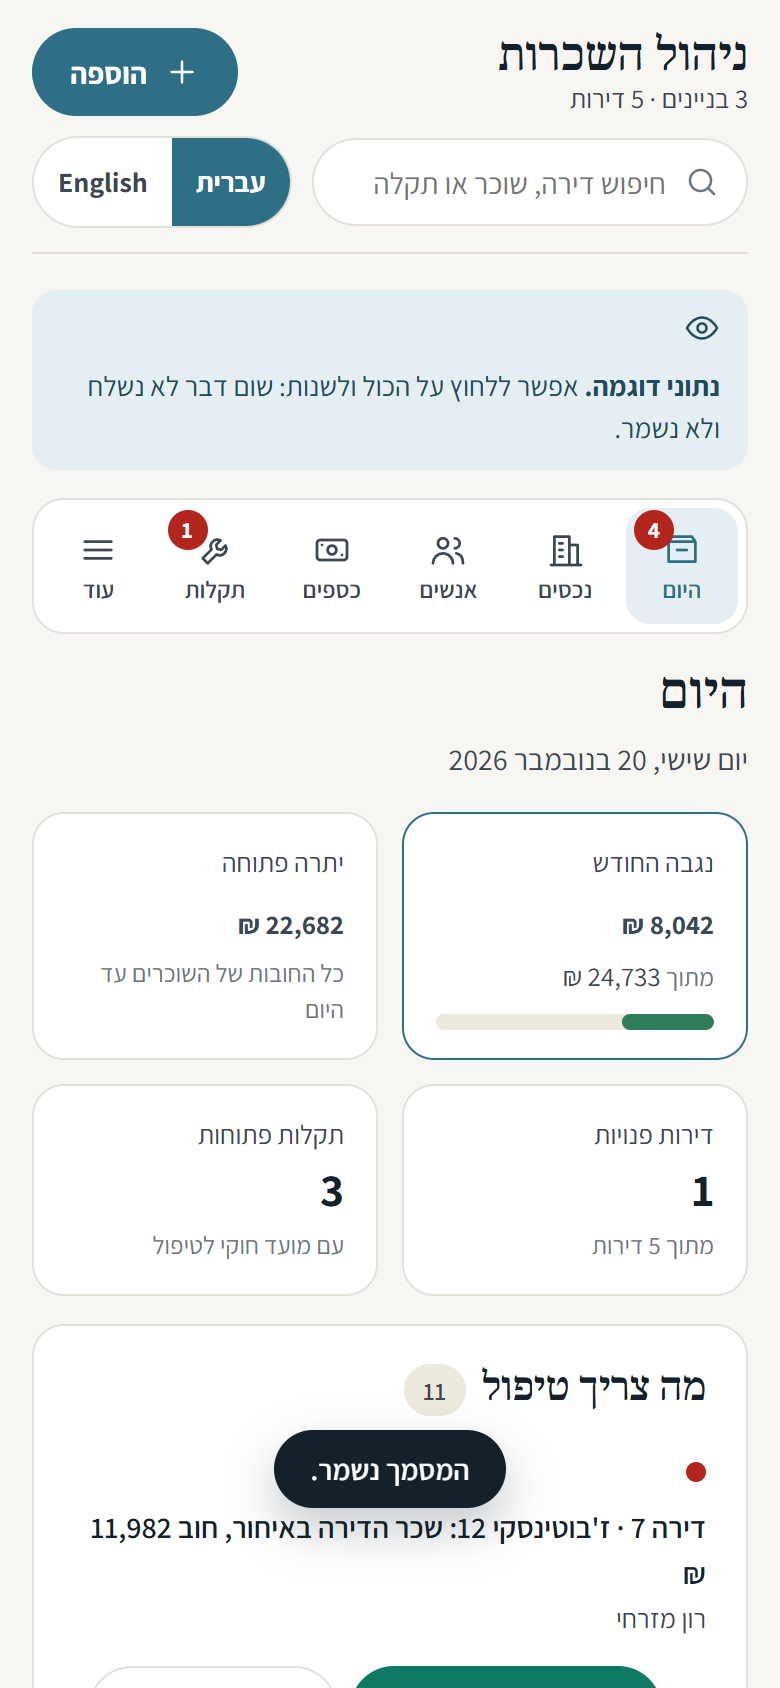 ניהול השכרות
3 בניינים · 5 דירות
הוספה
חיפוש דירה, שוכר או תקלה
עברית
English
נתוני דוגמה. אפשר ללחוץ על הכול ולשנות: שום דבר לא נשלח
ולא נשמר.
4
היום
נכסים
אנשים
כספים
1
תקלות
עוד
היום
יום שישי, 20 בנובמבר 2026
נגבה החודש
8,042 ₪
מתוך 24,733 ₪
יתרה פתוחה
22,682 ₪
כל החובות של השוכרים עד
היום
דירות פנויות
1
מתוך 5 דירות
תקלות פתוחות
3
עם מועד חוקי לטיפול
מה צריך טיפול
11
המסמך נשמר.
דירה 7 · ז'בוטינסקי 12: שכר הדירה באיחור, חוב 11,982
₪
רון מזרחי